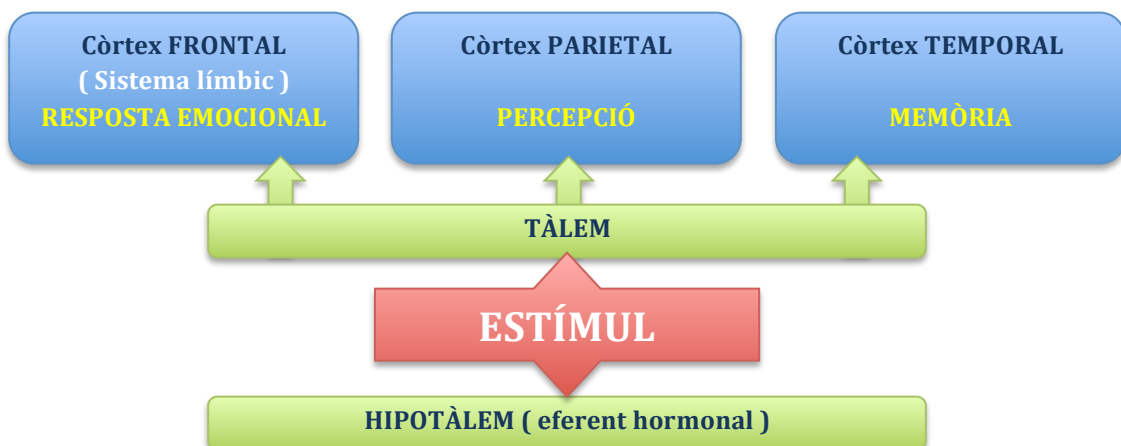 Còrtex FRONTAL
( Sistema límbic )
RESPOSTA EMOCIONAL
Còrtex PARIETAL
PERCEPCIÓ
Còrtex TEMPORAL
MEMÒRIA
TÀLEM
ESTÍMUL
HIPOTÀLEM ( eferent hormonal )